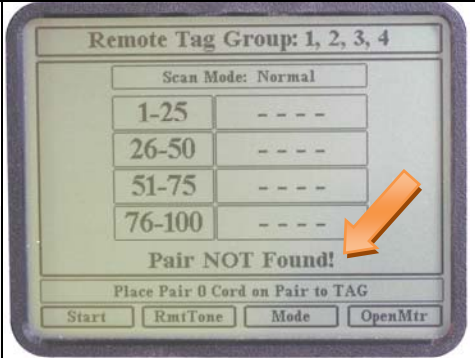 Remote Tag Group: 1, 2, 3, 4
Scan Mode: Normal
1-25 - - - -
26-50 - - - -
51-75 - - - -
76-100 - - - -
Pair NOT Found!
Place Pair 0 Cord on Pair to TAG
Start RmtTone Mode OpenMtr